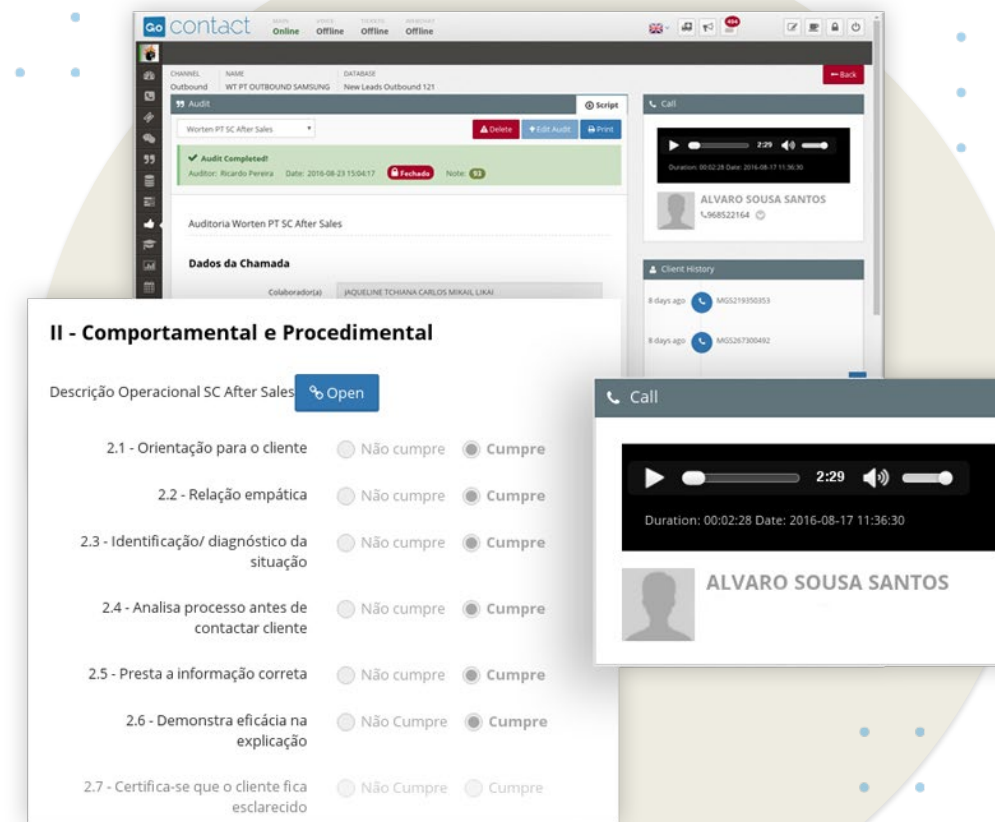 Go contact
MAIN VOICE TICKETS WEBCHAT
Online Offline Offline Offline
494
CHANNEL NAME DATABASE
Outbound WT PT OUTBOUND SAMSUNG New Leads Outbound 121
Back
Audit
Script
Worten PT SC After Sales
Delete
Edit Audit
Print
Audit Completed!
Auditor: Ricardo Pereira Date: 2016-08-23 15:04:17 Fechado Note: 93
Auditoria Worten PT SC After Sales
Dados da Chamada
Colaborador(a) JAQUELINE TCHIANA CARLOS MIKAIL LIKAI
Call
2:29
Duration: 00:02:28 Date: 2016-08-17 11:36:30
ALVARO SOUSA SANTOS
968522164
Client History
8 days ago MGS219350353
8 days ago MGS267300492
II - Comportamental e Procedimental
Descrição Operacional SC After Sales Open
2.1 - Orientação para o cliente Não cumpre Cumpre
2.2 - Relação empática Não cumpre Cumpre
2.3 - Identificação/ diagnóstico da
situação Não cumpre Cumpre
2.4 - Analisa processo antes de
contactar cliente Não cumpre Cumpre
2.5 - Presta a informação correta Não cumpre Cumpre
2.6 - Demonstra eficácia na
explicação Não Cumpre Cumpre
2.7 - Certifica-se que o cliente fica
esclarecido Não Cumpre Cumpre
Call
2:29
Duration: 00:02:28 Date: 2016-08-17 11:36:30
ALVARO SOUSA SANTOS